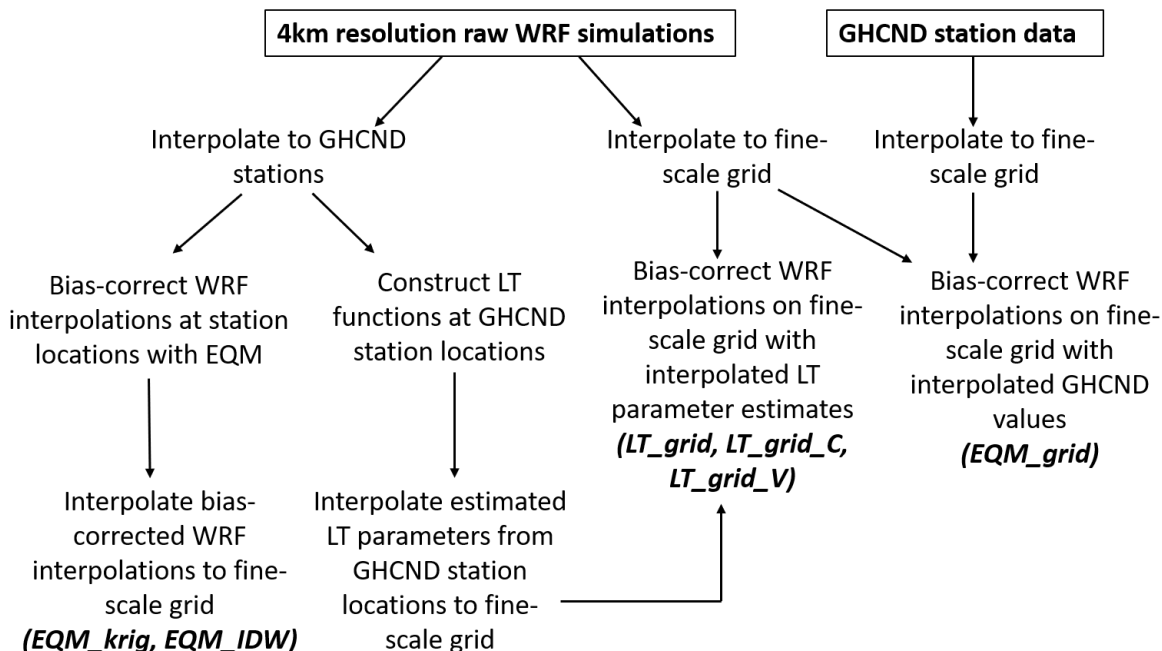 4km resolution raw WRF simulations
GHCND station data
Interpolate to GHCND
stations
Interpolate to fine-
scale grid
Interpolate to fine-
scale grid
Bias-correct WRF
interpolations at station
locations with EQM
Construct LT
functions at GHCND
station locations
Bias-correct WRF
interpolations on fine-
scale grid with
interpolated LT
parameter estimates
(LT_grid, LT_grid_C,
LT_grid_V)
Bias-correct WRF
interpolations on fine-
scale grid with
interpolated GHCND
values
(EQM_grid)
Interpolate bias-
corrected WRF
interpolations to fine-
scale grid
(EQM_krig, EQM_IDW)
Interpolate estimated
LT parameters from
GHCND station
locations to fine-
scale grid